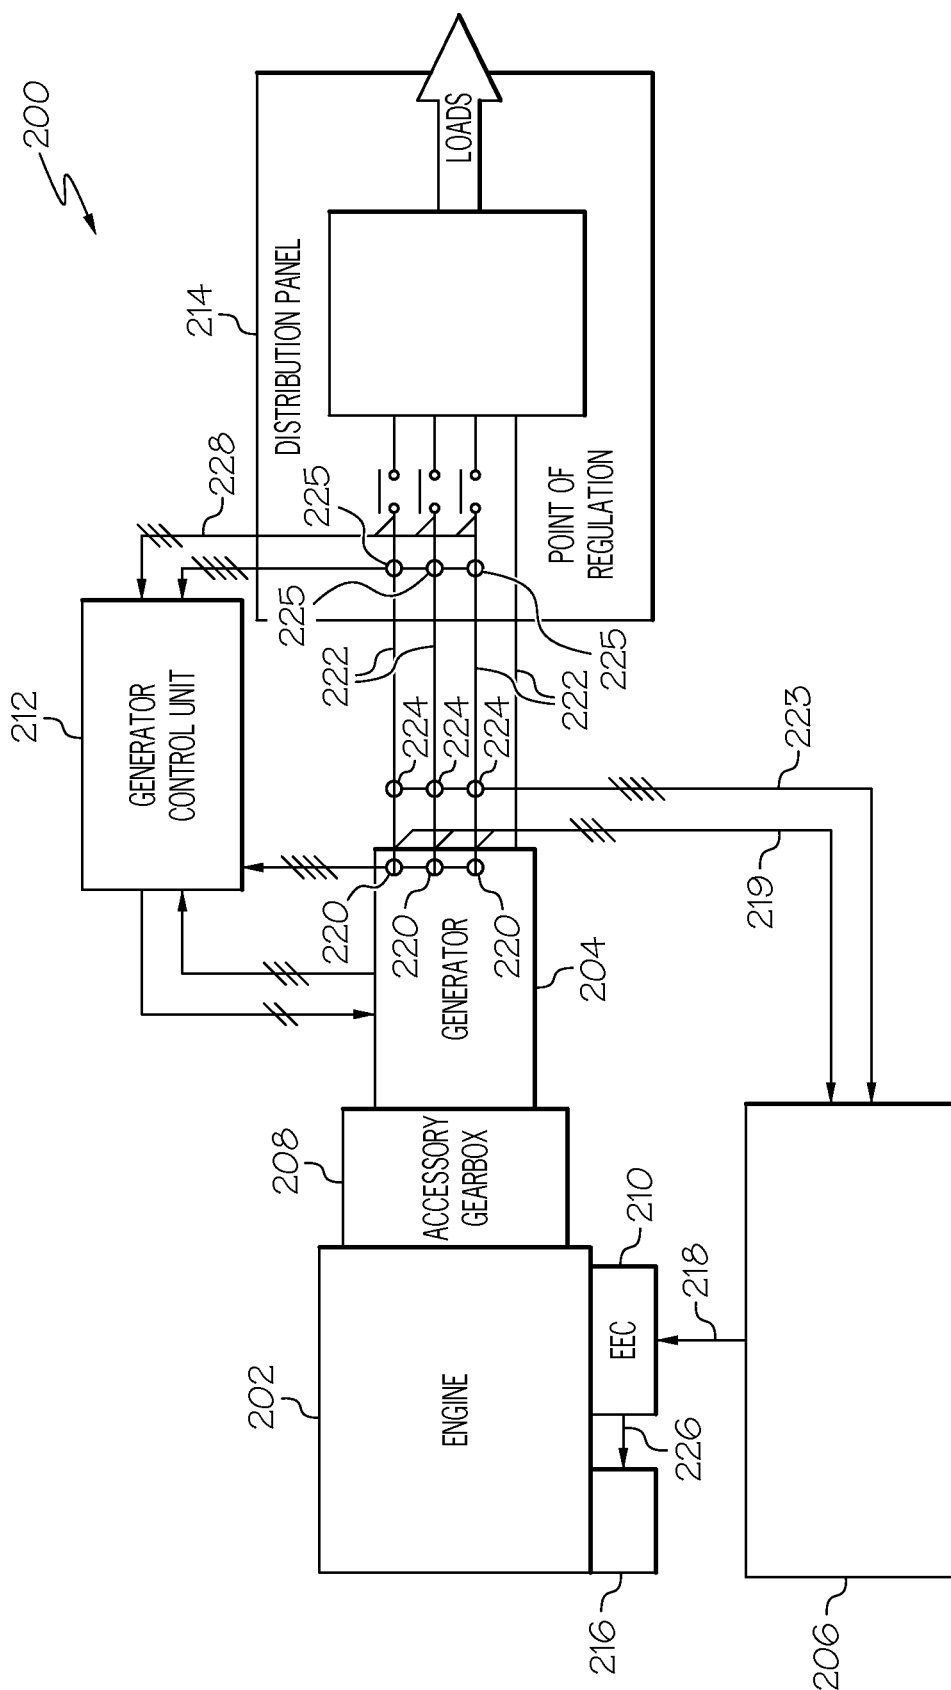 200
214
DISTRIBUTION PANEL
LOADS
228
225
225
225
POINT OF
REGULATION
212
GENERATOR
CONTROL UNIT
222
222
224
224
224
223
219
220
220
220
GENERATOR
204
208
ACCESSORY
GEARBOX
210
EEC
218
202
ENGINE
226
216
206